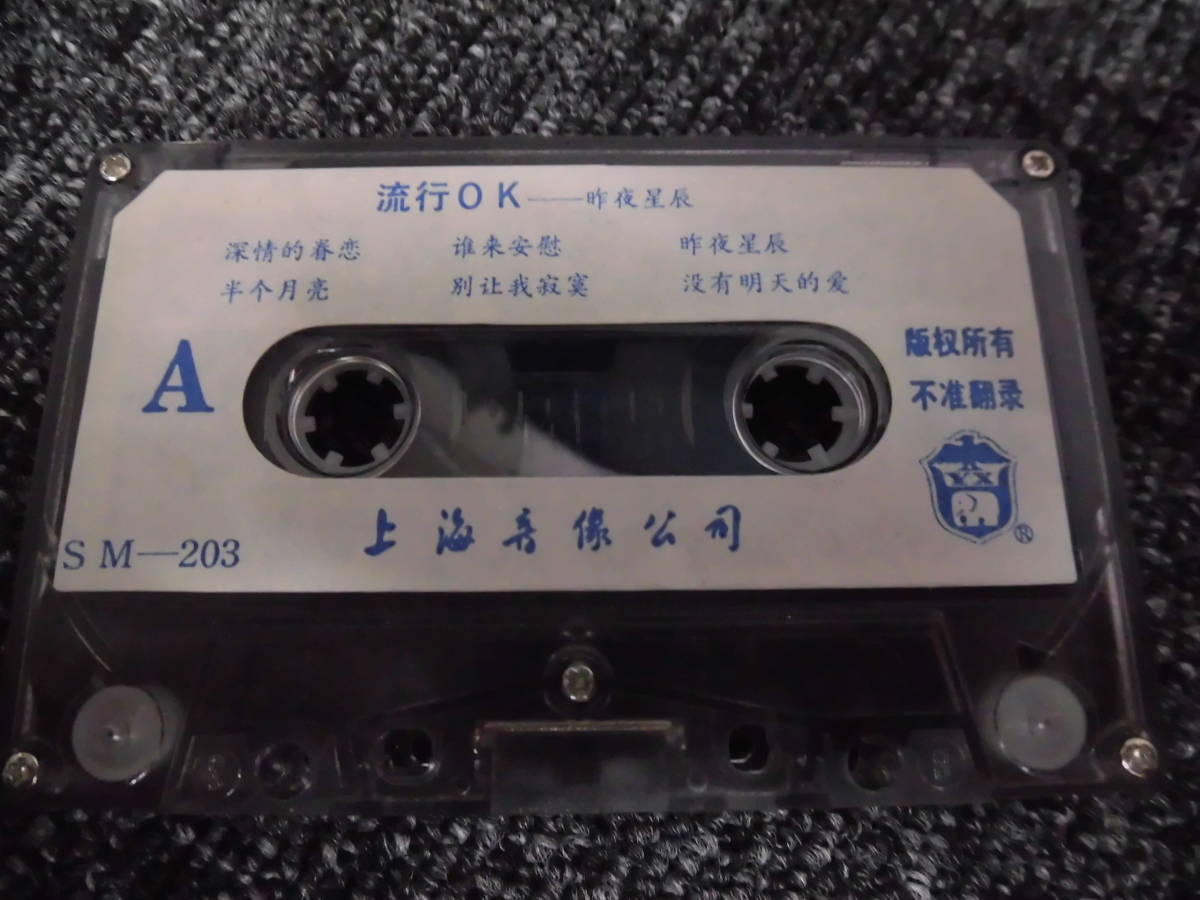 流行OK——昨夜星辰
深情的眷恋 谁来安慰 昨夜星辰
半个月亮 别让我寂寞 没有明天的爱
A
版权所有
不准翻录
YX
®
SM—203
上海音像公司